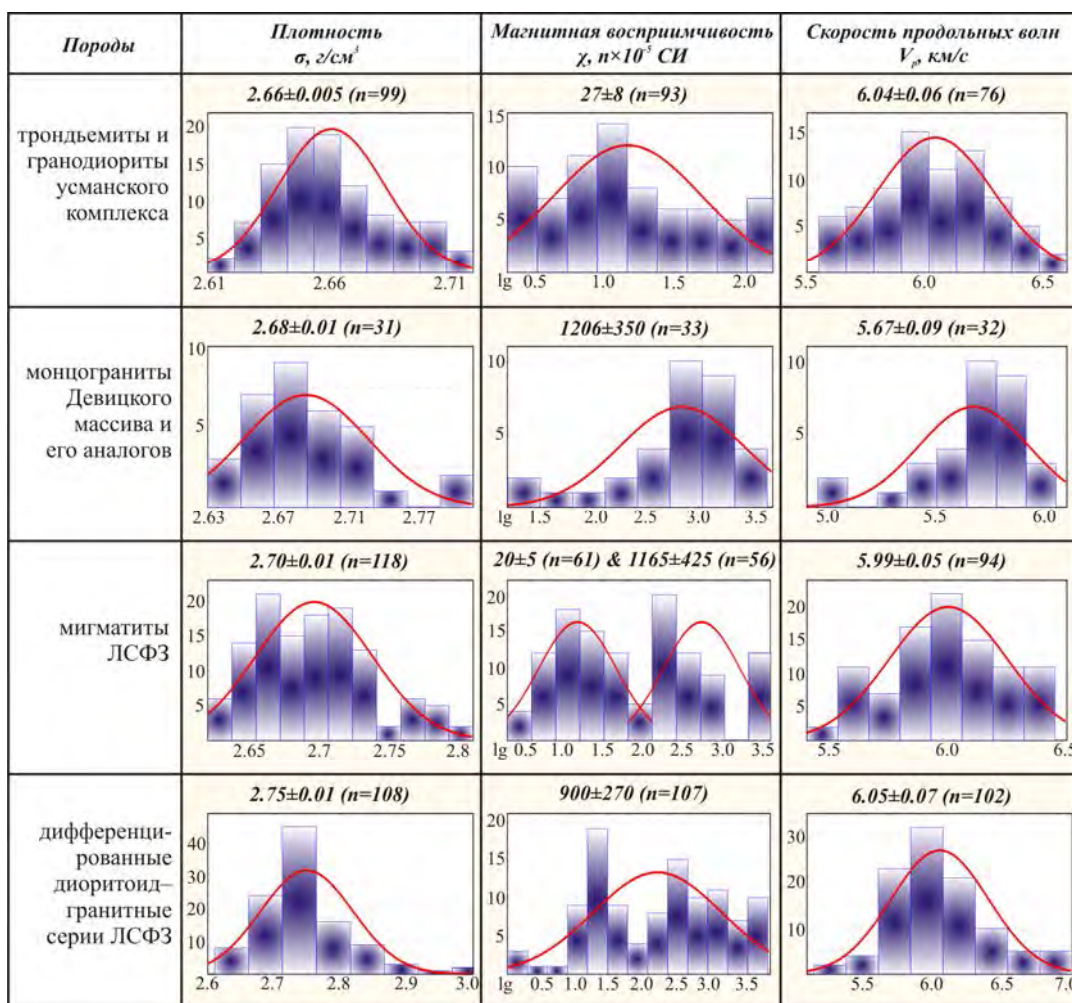 Породы
Плотность
σ, г/см³
Магнитная восприимчивость
χ, n×10⁻⁵ СИ
Скорость продольных волн
Vₚ, км/с
трондьемиты и
гранодиориты
усманского
комплекса
2.66±0.005 (n=99)
20
15
10
5
2.61 2.66 2.71
27±8 (n=93)
15
10
5
lg 0.5 1.0 1.5 2.0
6.04±0.06 (n=76)
15
10
5
5.5 6.0 6.5
монцограниты
Девицкого
массива и
его аналогов
2.68±0.01 (n=31)
10
5
2.63 2.67 2.71 2.77
1206±350 (n=33)
10
5
lg 1.5 2.0 2.5 3.0 3.5
5.67±0.09 (n=32)
10
5
5.0 5.5 6.0
мигматиты
ЛСФЗ
2.70±0.01 (n=118)
20
15
10
5
2.65 2.7 2.75 2.8
20±5 (n=61) & 1165±425 (n=56)
20
15
10
5
lg 0.5 1.0 1.5 2.0 2.5 3.0 3.5
5.99±0.05 (n=94)
20
15
10
5
5.5 6.0 6.5
дифференци-
рованные
диоритоид–
гранитные
серии ЛСФЗ
2.75±0.01 (n=108)
40
30
20
10
2.6 2.7 2.8 2.9 3.0
900±270 (n=107)
20
15
10
5
lg 0.5 1.0 1.5 2.0 2.5 3.0 3.5
6.05±0.07 (n=102)
30
20
10
5.5 6.0 6.5 7.0